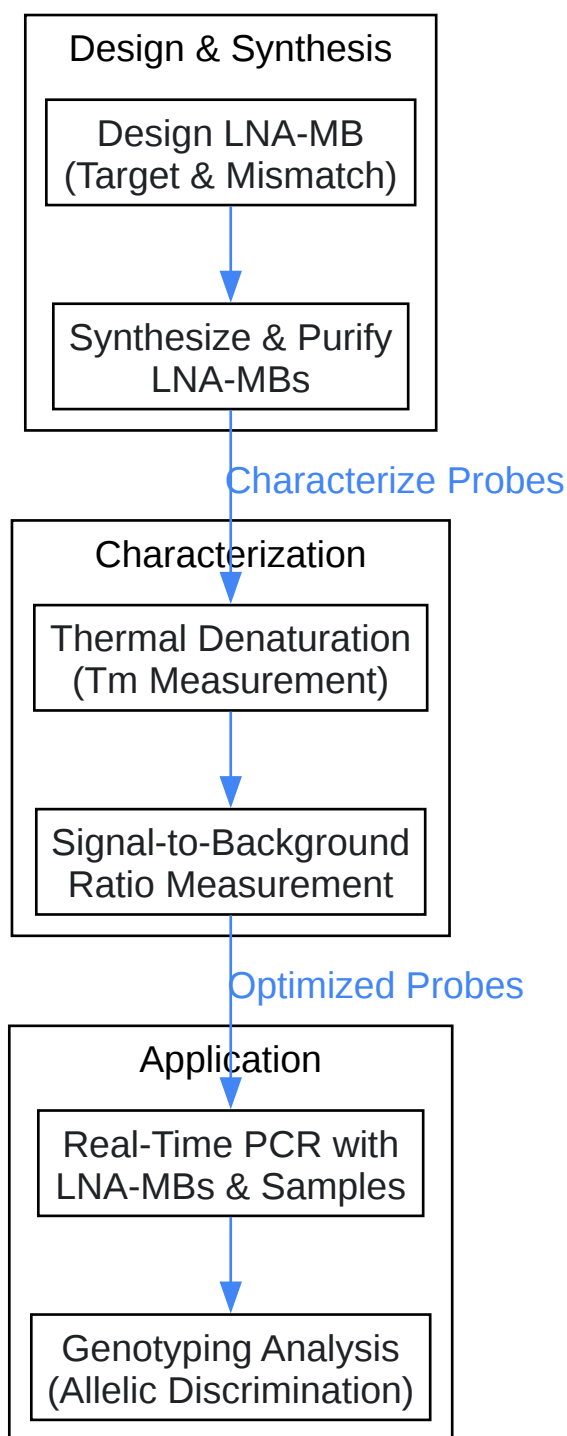 Design & Synthesis
Design LNA-MB
(Target & Mismatch)
Synthesize & Purify
LNA-MBs
Characterize Probes
Characterization
Thermal Denaturation
(Tm Measurement)
Signal-to-Background
Ratio Measurement
Optimized Probes
Application
Real-Time PCR with
LNA-MBs & Samples
Genotyping Analysis
(Allelic Discrimination)